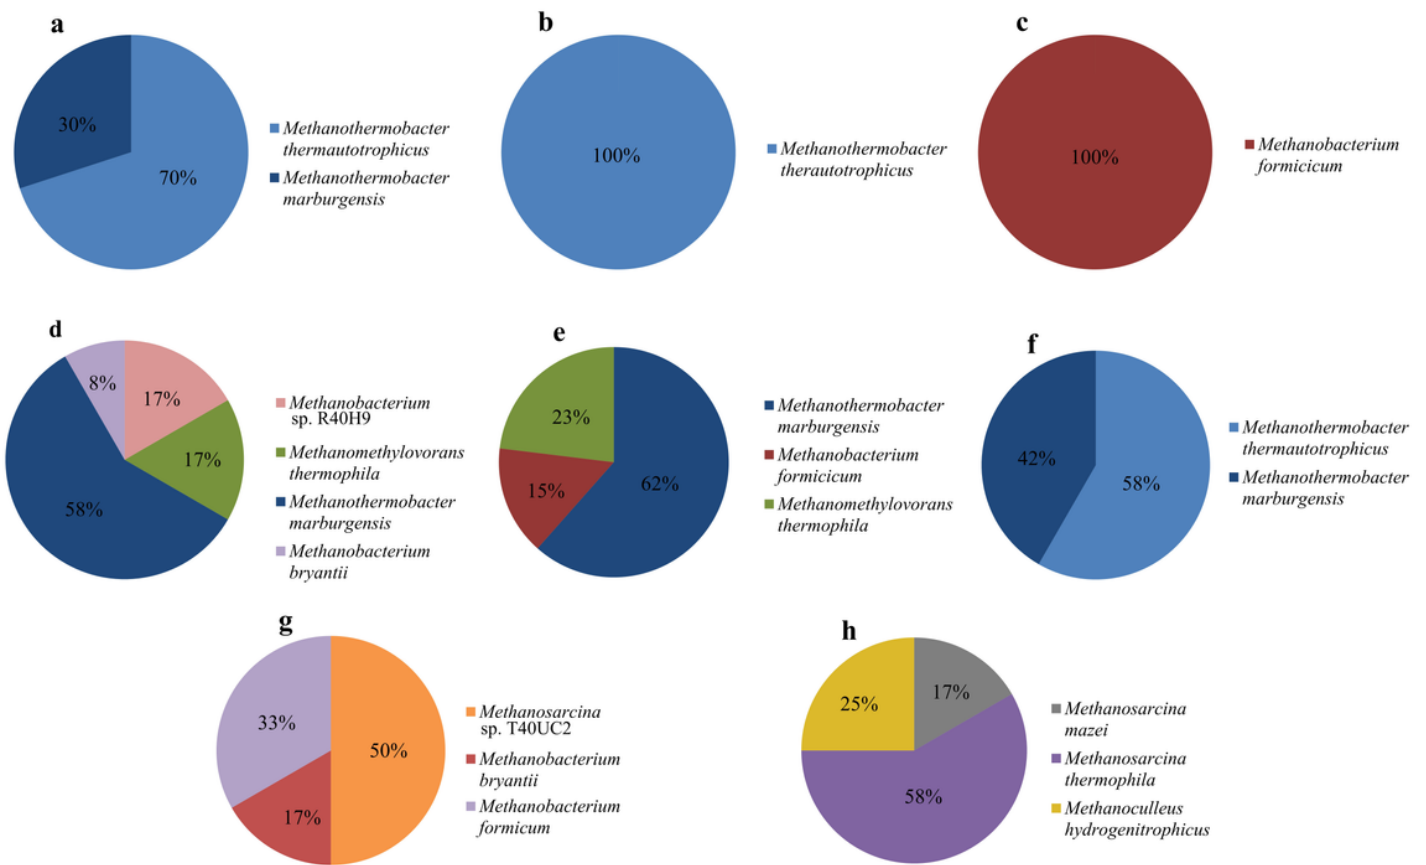 a
30%
70%
Methanothermobacter
thermautotrophicus
Methanothermobacter
marburgensis
b
100%
Methanothermobacter
therautotrophicus
c
100%
Methanobacterium
formicicum
d
8%
17%
17%
58%
Methanobacterium
sp. R40H9
Methanomethylovorans
thermophila
Methanothermobacter
marburgensis
Methanobacterium
bryantii
e
23%
15%
62%
Methanothermobacter
marburgensis
Methanobacterium
formicicum
Methanomethylovorans
thermophila
f
42%
58%
Methanothermobacter
thermautotrophicus
Methanothermobacter
marburgensis
g
33%
50%
17%
Methanosarcina
sp. T40UC2
Methanobacterium
bryantii
Methanobacterium
formicum
h
25%
17%
58%
Methanosarcina
mazei
Methanosarcina
thermophila
Methanoculleus
hydrogenitrophicus